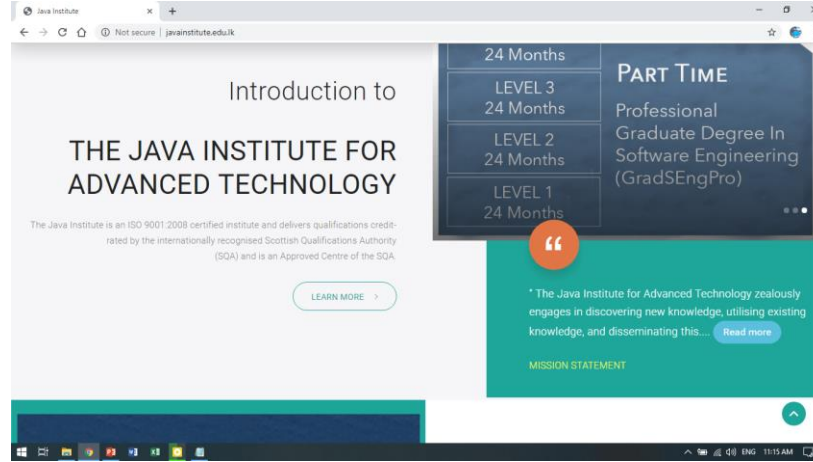 Java Institute
Not secure | javainstitute.edu.lk
Introduction to
THE JAVA INSTITUTE FOR
ADVANCED TECHNOLOGY
The Java Institute is an ISO 9001:2008 certified institute and delivers qualifications credit-
rated by the internationally recognised Scottish Qualifications Authority
(SQA) and is an Approved Centre of the SQA.
LEARN MORE >
24 Months
LEVEL 3
24 Months
LEVEL 2
24 Months
LEVEL 1
24 Months
PART TIME
Professional
Graduate Degree In
Software Engineering
(GradSEngPro)
“
" The Java Institute for Advanced Technology zealously
engages in discovering new knowledge, utilising existing
knowledge, and disseminating this.... Read more
MISSION STATEMENT
ENG 11:15 AM